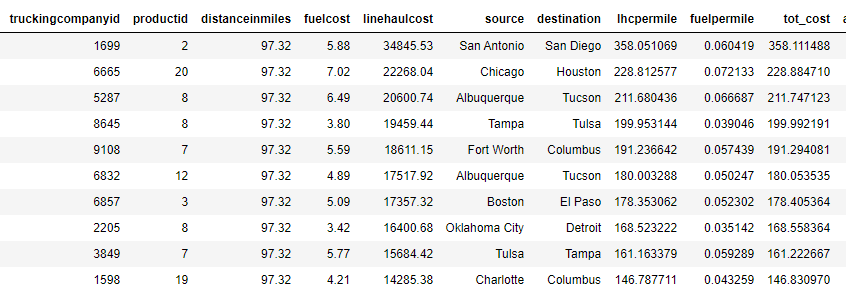 truckingcompanyid productid distanceinmiles fuelcost linehaulcost source destination lhcpermile fuelpermile tot_cost
1699 2 97.32 5.88 34845.53 San Antonio San Diego 358.051069 0.060419 358.111488
6665 20 97.32 7.02 22268.04 Chicago Houston 228.812577 0.072133 228.884710
5287 8 97.32 6.49 20600.74 Albuquerque Tucson 211.680436 0.066687 211.747123
8645 8 97.32 3.80 19459.44 Tampa Tulsa 199.953144 0.039046 199.992191
9108 7 97.32 5.59 18611.15 Fort Worth Columbus 191.236642 0.057439 191.294081
6832 12 97.32 4.89 17517.92 Albuquerque Tucson 180.003288 0.050247 180.053535
6857 3 97.32 5.09 17357.32 Boston El Paso 178.353062 0.052302 178.405364
2205 8 97.32 3.42 16400.68 Oklahoma City Detroit 168.523222 0.035142 168.558364
3849 7 97.32 5.77 15684.42 Tulsa Tampa 161.163379 0.059289 161.222667
1598 19 97.32 4.21 14285.38 Charlotte Columbus 146.787711 0.043259 146.830970